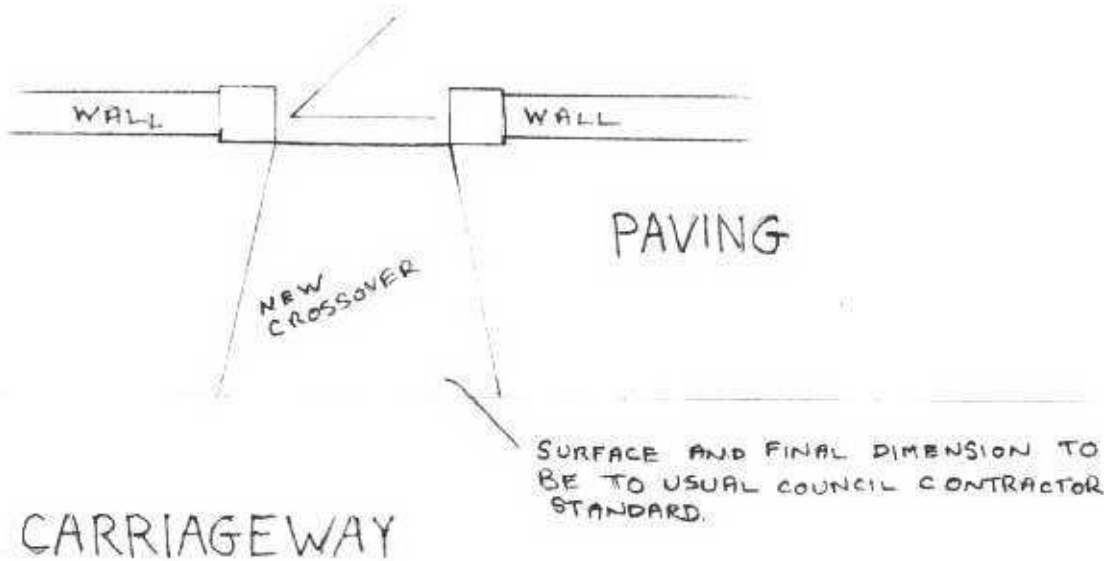 WALL
WALL
PAVING
NEW
CROSSOVER
SURFACE AND FINAL DIMENSION TO
BE TO USUAL COUNCIL CONTRACTOR
STANDARD.
CARRIAGEWAY